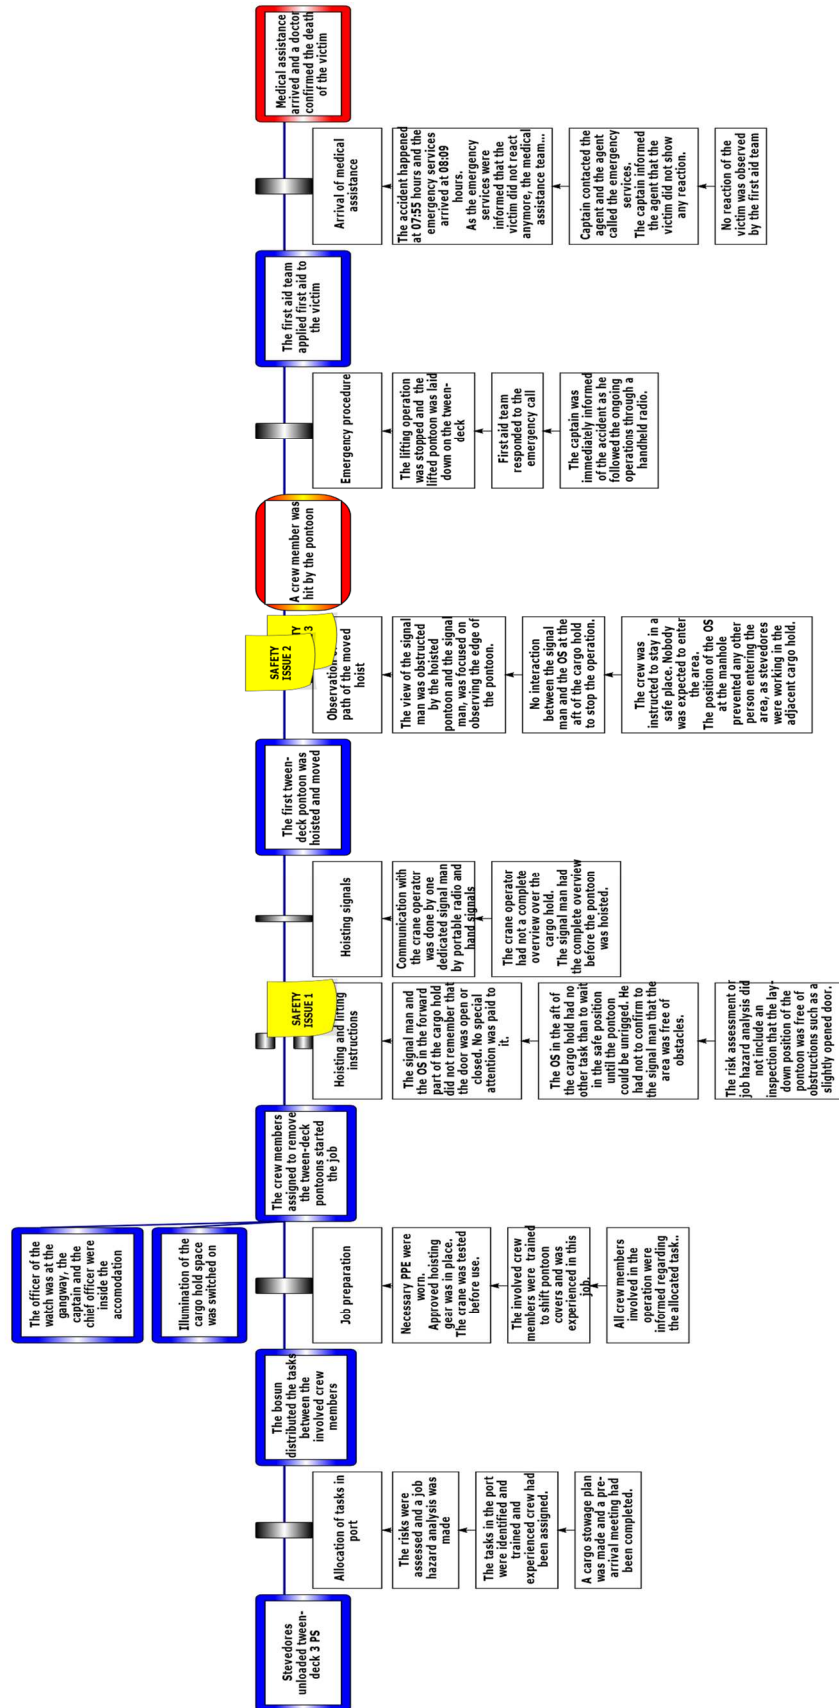 Stevedores
unloaded tween-
deck 3 PS
Allocation of tasks in
port
The risks were
assessed and a job
hazard analysis was
made
The tasks in the port
were identified and
trained and
experienced crew had
been assigned.
A cargo stowage plan
was made and a pre-
arrival meeting had
been completed.
The bosun
distributed the tasks
between the
involved crew
members
The officer of the
watch was at the
gangway, the
captain and the
chief officer were
inside the
accomodation
Illumination of the
cargo hold space
was switched on
Job preparation
Necessary PPE were
worn.
Approved hoisting
gear was in place.
The crane was tested
before use.
The involved crew
members were trained
to shift pontoon
covers and was
experienced in this
job.
All crew members
involved in the
operation were
informed regarding
the allocated task..
The crew members
assigned to remove
the tween-deck
pontoons started
the job
SAFETY
ISSUE 1
Hoisting and lifting
instructions
The signal man and
the OS in the forward
part of the cargo hold
did not remember that
the door was open or
closed. No special
attention was paid to
it.
The OS in the aft of
the cargo hold had no
other task than to wait
in the safe position
until the pontoon
could be unrigged. He
had not to confirm to
the signal man that the
area was free of
obstacles.
The risk assessment or
job hazard analysis did
not include an
inspection that the lay-
down position of the
pontoon was free of
obstructions such as a
slightly opened door.
Hoisting signals
Communication with
the crane operator
was done by one
dedicated signal man
by portable radio and
hand signals
The crane operator
had not a complete
overview over the
cargo hold.
The signal man had
the complete overview
before the pontoon
was hoisted.
The first tween-
deck pontoon was
hoisted and moved
SAFETY
ISSUE 2
3
Observation
path of the moved
hoist
The view of the signal
man was obstructed
by the hoisted
pontoon and the signal
man, was focused on
observing the edge of
the pontoon.
No interaction
between the signal
man and the OS at the
aft of the cargo hold
to stop the operation.
The crew was
instructed to stay in a
safe place. Nobody
was expected to enter
the area.
The position of the OS
at the manhole
prevented any other
person entering the
area, as stevedores
were working in the
adjacent cargo hold.
A crew member was
hit by the pontoon
Emergency procedure
The lifting operation
was stopped and the
lifted pontoon was laid
down on the tween-
deck
First aid team
responded to the
emergency call
The captain was
immediately informed
of the accident as he
followed the ongoing
operations through a
handheld radio.
The first aid team
applied first aid to
the victim
Arrival of medical
assistance
The accident happened
at 07:55 hours and the
emergency services
arrived at 08:09
hours.
As the emergency
services were
informed that the
victim did not react
anymore, the medical
assistance team...
Captain contacted the
agent and the agent
called the emergency
services.
The captain informed
the agent that the
victim did not show
any reaction.
No reaction of the
victim was observed
by the first aid team
Medical assistance
arrived and a doctor
confirmed the death
of the victim